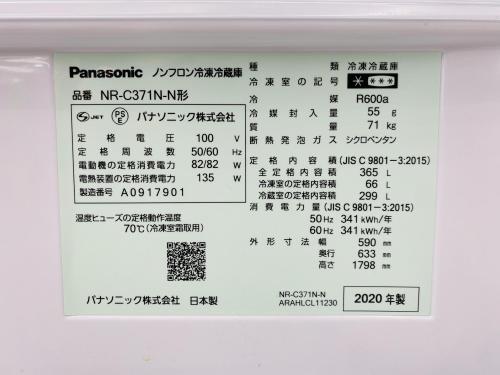 Panasonic ノンフロン冷凍冷蔵庫
品番 NR-C371N-N形
JET PSE パナソニック株式会社
定格電圧 100 V
定格周波数 50/60 Hz
電動機の定格消費電力 82/82 W
電熱装置の定格消費電力 135 W
製造番号 A0917901
温度ヒューズの定格動作温度
70℃(冷凍室霜取用)
パナソニック株式会社 日本製
種類 冷凍冷蔵庫
冷凍室の記号
冷媒 R600a
冷媒封入量 55 g
質量 71 kg
断熱発泡ガス シクロペンタン
定格内容積 (JIS C 9801-3:2015)
全定格内容積 365 L
冷凍室の定格内容積 66 L
冷蔵室の定格内容積 299 L
消費電力量 (JIS C 9801-3:2015)
50Hz 341 kWh/年
60Hz 341 kWh/年
外形寸法 幅 590 mm
奥行 633 mm
高さ 1798 mm
NR-C371N-N
ARAHLCL11230
2020年製